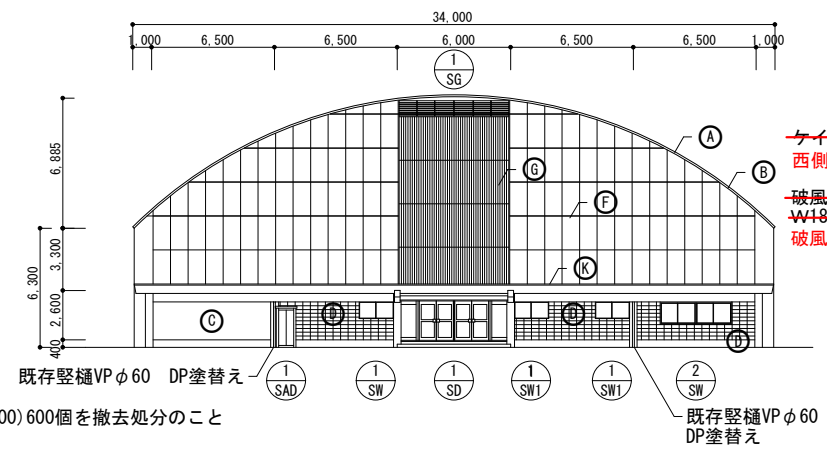 34,000
1,000 6,500 6,500 6,000 6,500 6,500 1,000
1
SG
6,885
6,300
3,300
2,600
400
A
B
G
F
K
C
D
D
ケイ
西側
破風
W18
破風
既存竪樋VPφ60 DP塗替え
1
SAD
1
SW
1
SD
1
SW1
1
SW1
2
SW
00)600個を撤去処分のこと
既存竪樋VPφ60
DP塗替え